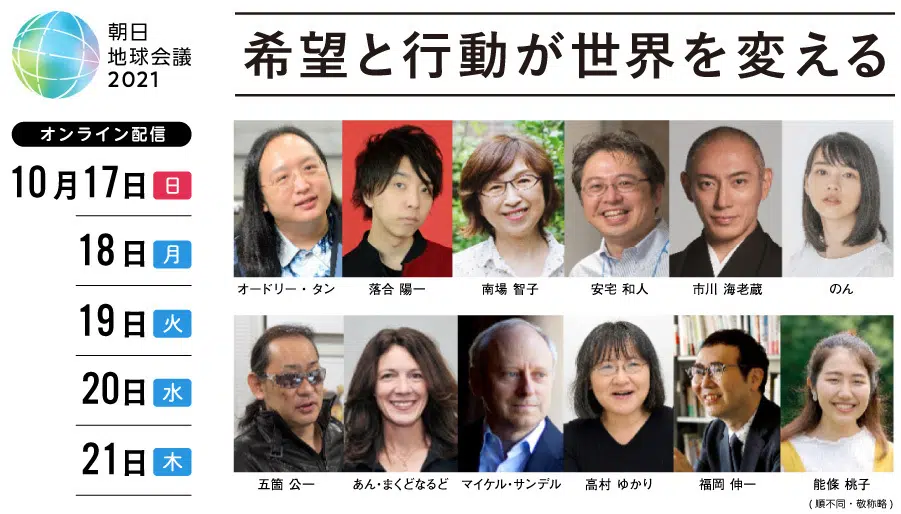 朝日
地球会議
2021
希望と行動が世界を変える
オンライン配信
10月17日 日
18日 月
19日 火
20日 水
21日 木
オードリー・タン
落合 陽一
南場 智子
安宅 和人
市川 海老蔵
のん
五箇 公一
あん・まくどなるど
マイケル・サンデル
高村 ゆかり
福岡 伸一
能條 桃子
(順不同・敬称略)